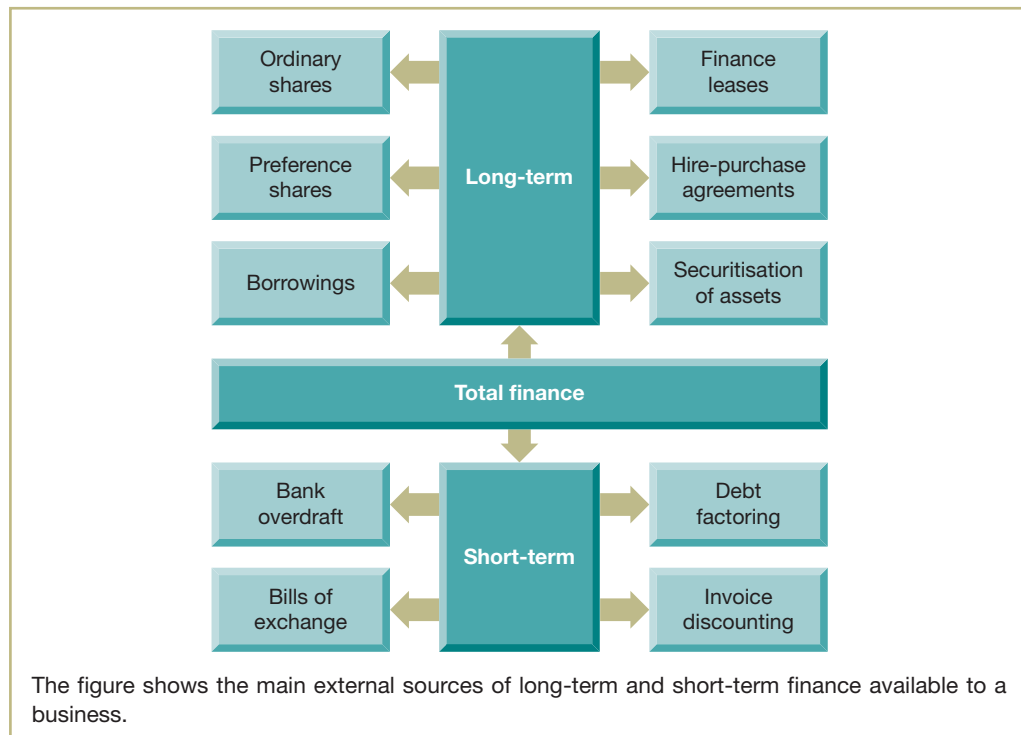 Ordinary
shares
Finance
leases
Preference
shares
Long-term
Hire-purchase
agreements
Borrowings
Securitisation
of assets
Total finance
Bank
overdraft
Debt
factoring
Short-term
Bills of
exchange
Invoice
discounting
The figure shows the main external sources of long-term and short-term finance available to a
business.